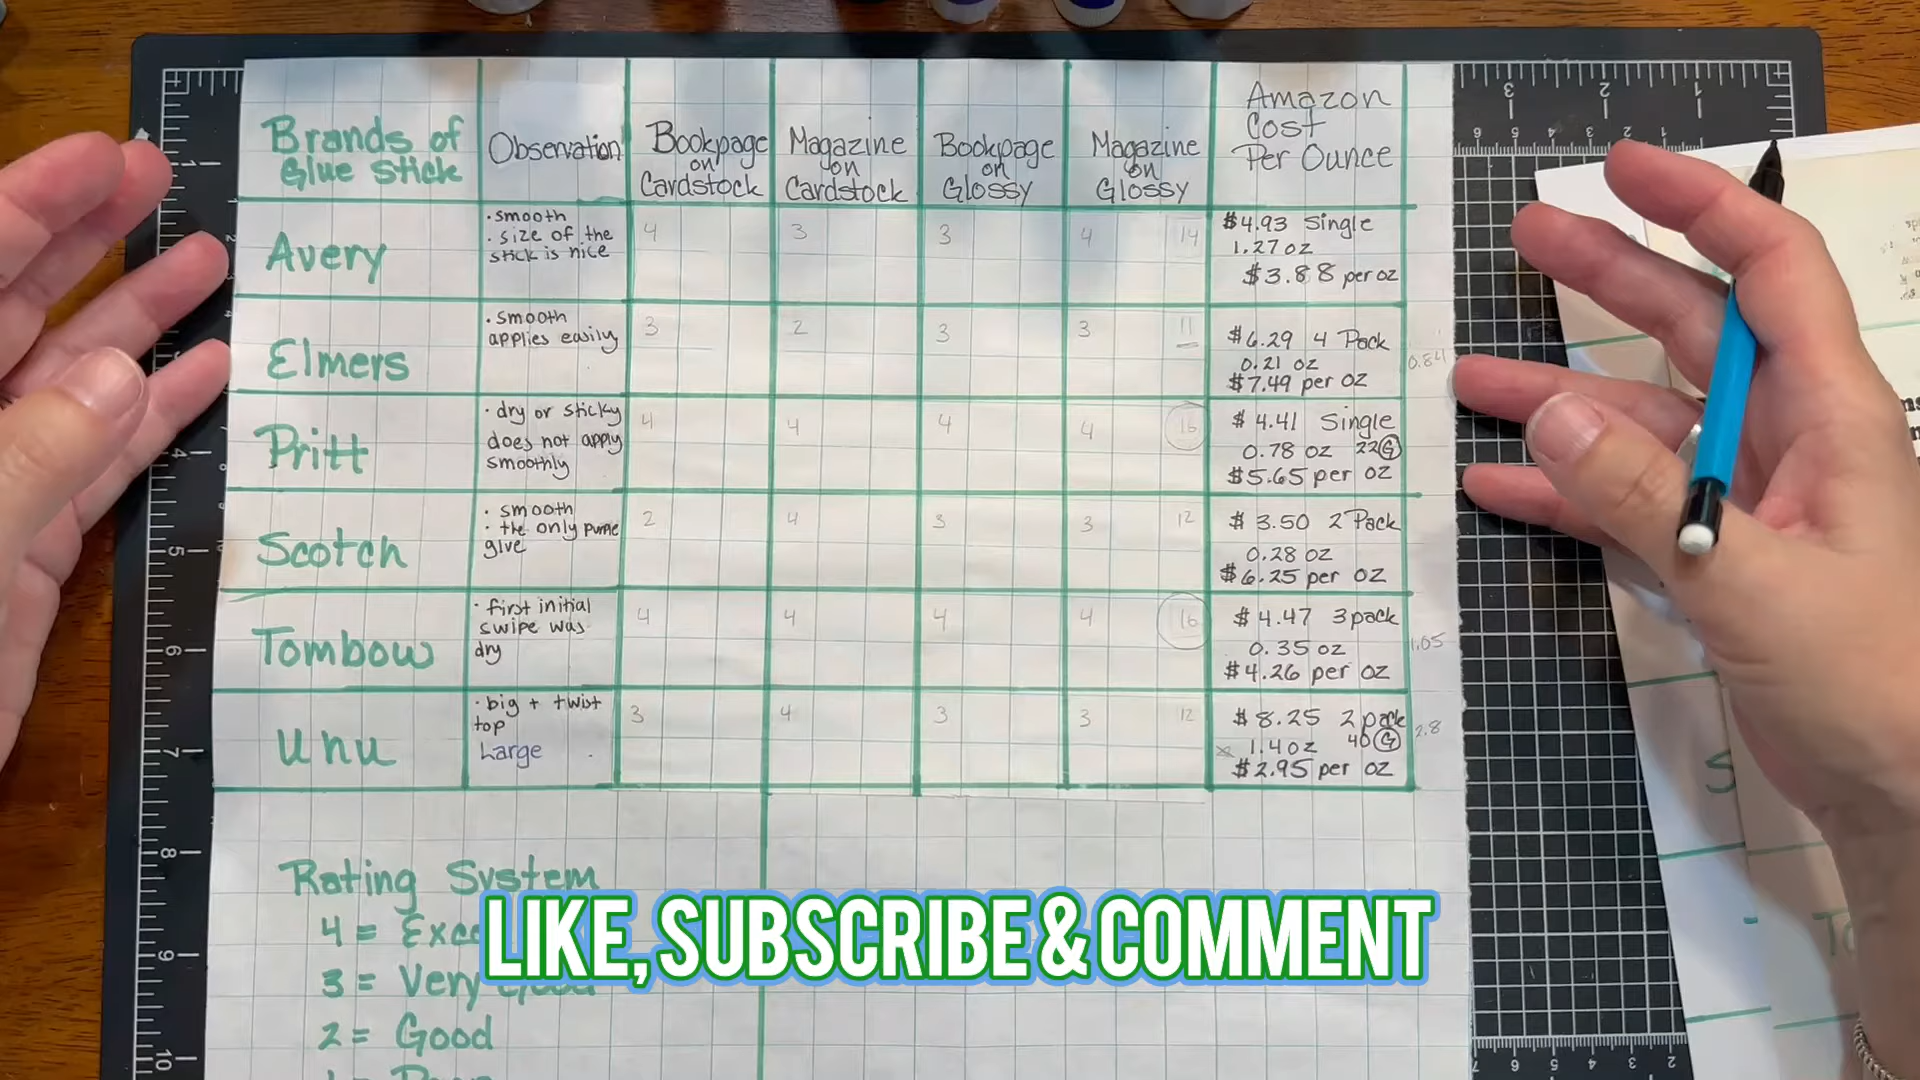 Brands of
Glue Stick
Observation
Bookpage
on
Cardstock
Magazine
on
Cardstock
Bookpage
on
Glossy
Magazine
on
Glossy
Amazon
Cost
Per Ounce
Avery
• smooth
• size of the
stick is nice
4
3
3
4
14
$4.93 Single
1.27 oz
$3.88 per oz
Elmers
• smooth
applies easily
3
2
3
3
11
$6.29 4 Pack
0.21 oz
$7.49 per oz
0.84
Pritt
• dry or sticky
does not apply
smoothly
4
4
4
4
16
$4.41 Single
0.78 oz 22 G
$5.65 per oz
Scotch
• smooth
• the only purple
glue
2
4
3
3
12
$3.50 2 Pack
0.28 oz
$6.25 per oz
Tombow
• first initial
swipe was
dry
4
4
4
4
16
$4.47 3 pack
0.35 oz
$4.26 per oz
1.05
Unu
• big + twist
top
Large
3
4
3
3
12
$8.25 2 pack
1.4 oz 40 G
$2.95 per oz
2.8
Rating System
4 =
3 = Very Good
2 = Good
LIKE, SUBSCRIBE & COMMENT